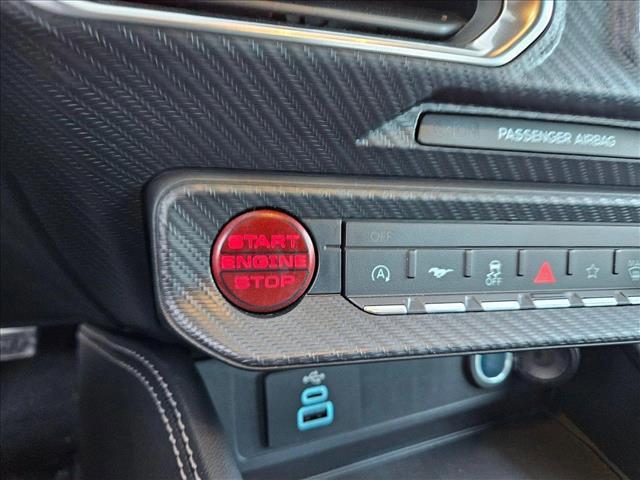 PASSENGER AIRBAG
OFF
START
ENGINE
STOP
A
OFF